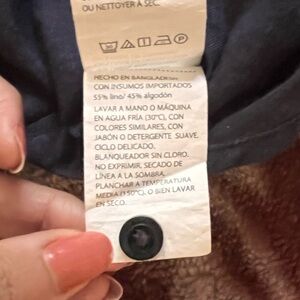 OU NETTOYER À SEC.
P
HECHO EN BANGLADESH
CON INSUMOS IMPORTADOS
55% lino/ 45% algodón
LAVAR A MANO O MÁQUINA
EN AGUA FRÍA (30°C), CON
COLORES SIMILARES, CON
JABÓN O DETERGENTE SUAVE.
CICLO DELICADO.
BLANQUEADOR SIN CLORO.
NO EXPRIMIR, SECADO DE
LÍNEA A LA SOMBRA.
PLANCHAR A TEMPERATURA
MEDIA (150°C). O BIEN LAVAR
EN SECO.